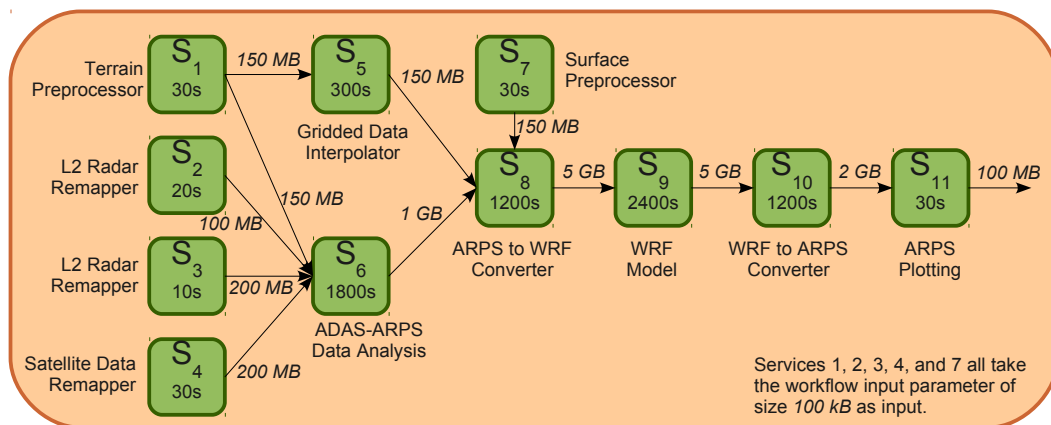 Terrain
Preprocessor
S1
30s
150 MB
S5
300s
Gridded Data
Interpolator
150 MB
S7
30s
Surface
Preprocessor
150 MB
L2 Radar
Remapper
S2
20s
150 MB
100 MB
L2 Radar
Remapper
S3
10s
200 MB
S6
1800s
ADAS-ARPS
Data Analysis
1 GB
Satellite Data
Remapper
S4
30s
200 MB
S8
1200s
ARPS to WRF
Converter
5 GB
S9
2400s
WRF
Model
5 GB
S10
1200s
WRF to ARPS
Converter
2 GB
S11
30s
ARPS
Plotting
100 MB
Services 1, 2, 3, 4, and 7 all take
the workflow input parameter of
size 100 kB as input.